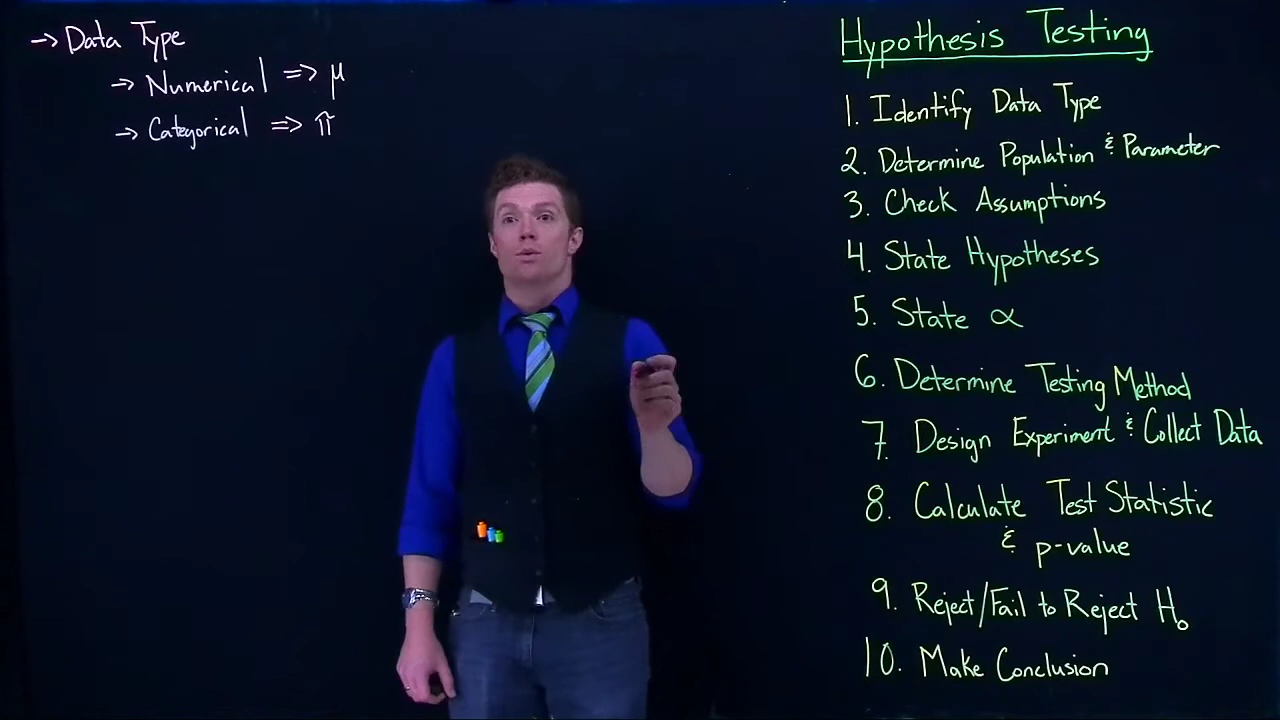 → Data Type
→ Numerical => μ
→ Categorical => π
Hypothesis Testing
1. Identify Data Type
2. Determine Population & Parameter
3. Check Assumptions
4. State Hypotheses
5. State α
6. Determine Testing Method
7. Design Experiment & Collect Data
8. Calculate Test Statistic
& p-value
9. Reject/Fail to Reject H₀
10. Make Conclusion